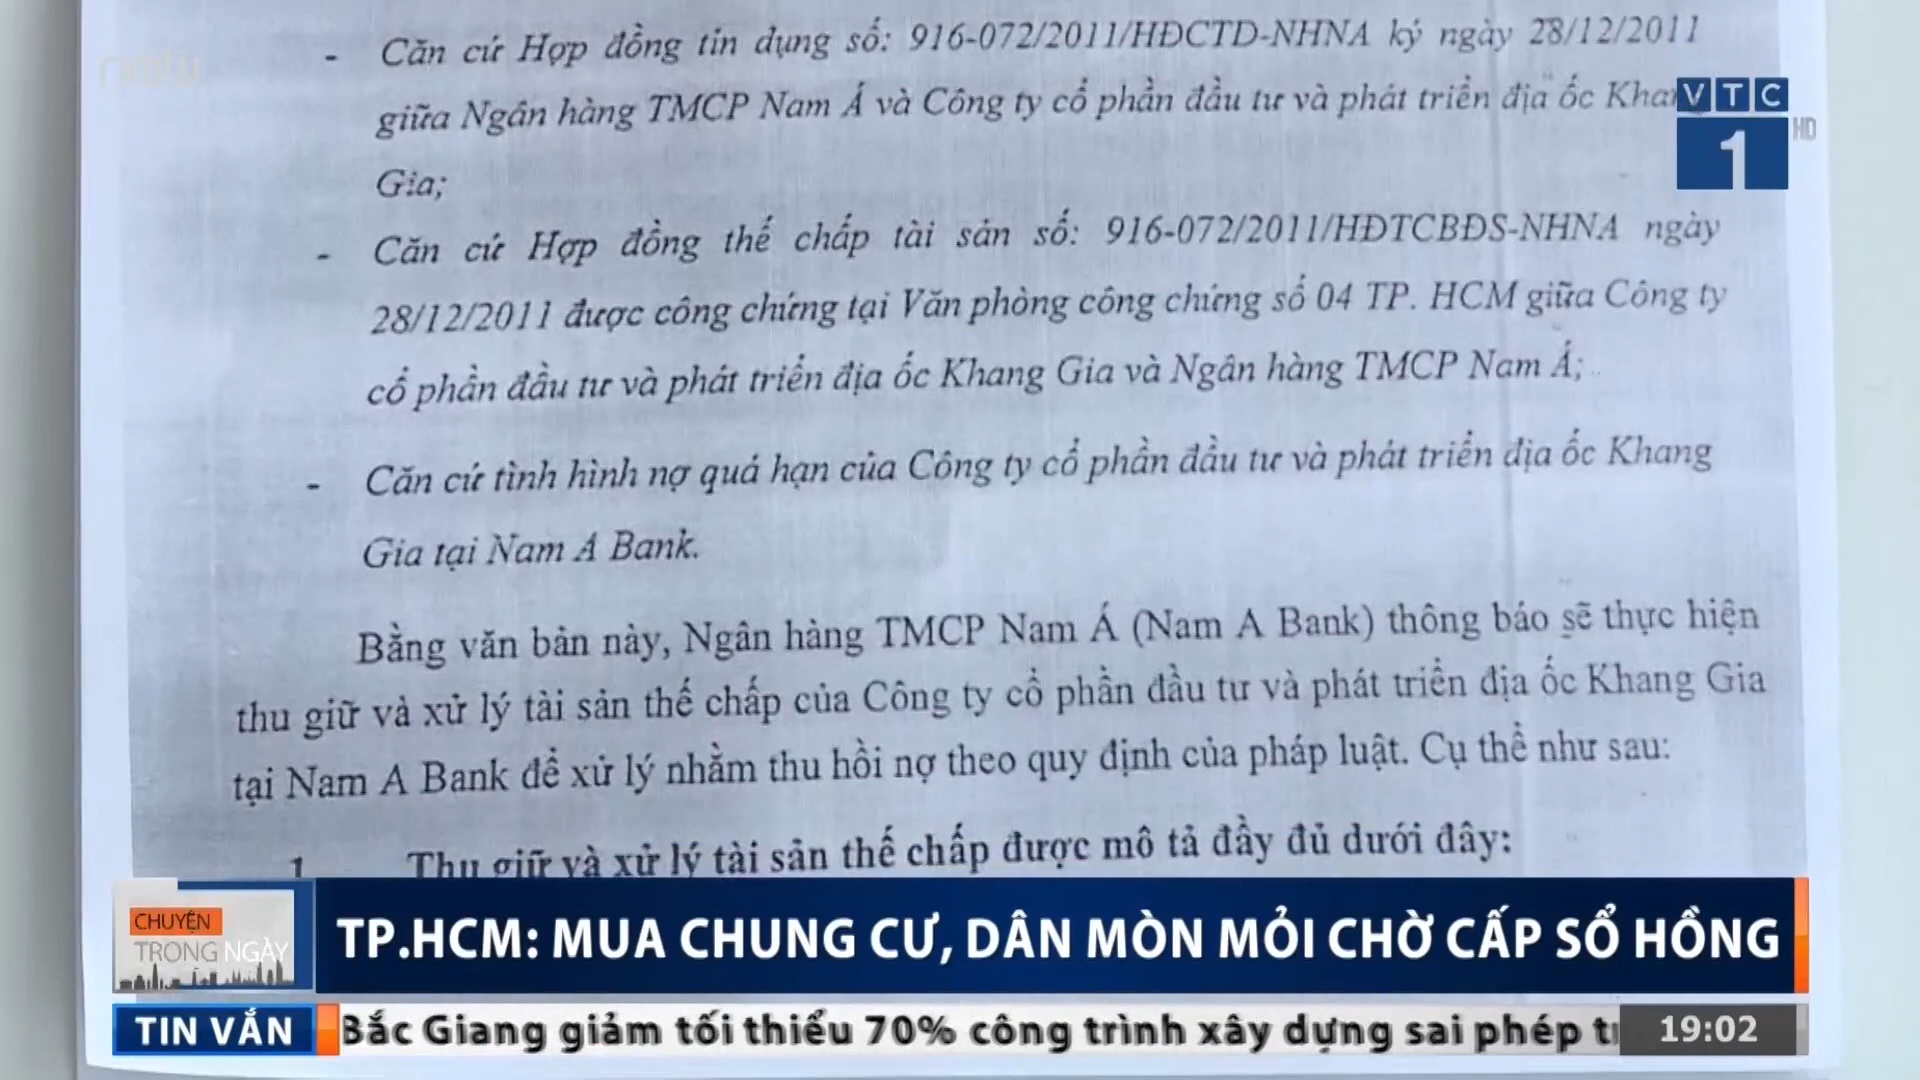 - Căn cứ Hợp đồng tín dụng số: 916-072/2011/HĐCTD-NHNA ký ngày 28/12/2011
giữa Ngân hàng TMCP Nam Á và Công ty cổ phần đầu tư và phát triển địa ốc
Gia;
- Căn cứ Hợp đồng thế chấp tài sản số: 916-072/2011/HĐTCBĐS-NHNA ngày
28/12/2011 được công chứng tại Văn phòng công chứng số 04 TP. HCM giữa Công ty
cổ phần đầu tư và phát triển địa ốc Khang Gia và Ngân hàng TMCP Nam Á;
- Căn cứ tình hình nợ quá hạn của Công ty cổ phần đầu tư và phát triển địa ốc Khang
Gia tại Nam A Bank.
Bằng văn bản này, Ngân hàng TMCP Nam Á (Nam A Bank) thông báo sẽ thực hiện
thu giữ và xử lý tài sản thế chấp của Công ty cổ phần đầu tư và phát triển địa ốc Khang Gia
tại Nam A Bank để xử lý nhằm thu hồi nợ theo quy định của pháp luật. Cụ thể như sau:
1 Thu giữ và xử lý tài sản thế chấp được mô tả đầy đủ dưới đây:
VTC
1 HD
CHUYỆN
TRONG NGÀY
TP.HCM: MUA CHUNG CƯ, DÂN MÒN MỎI CHỜ CẤP SỔ HỒNG
TIN VẮN
Bắc Giang giảm tối thiểu 70% công trình xây dựng sai phép
19:02